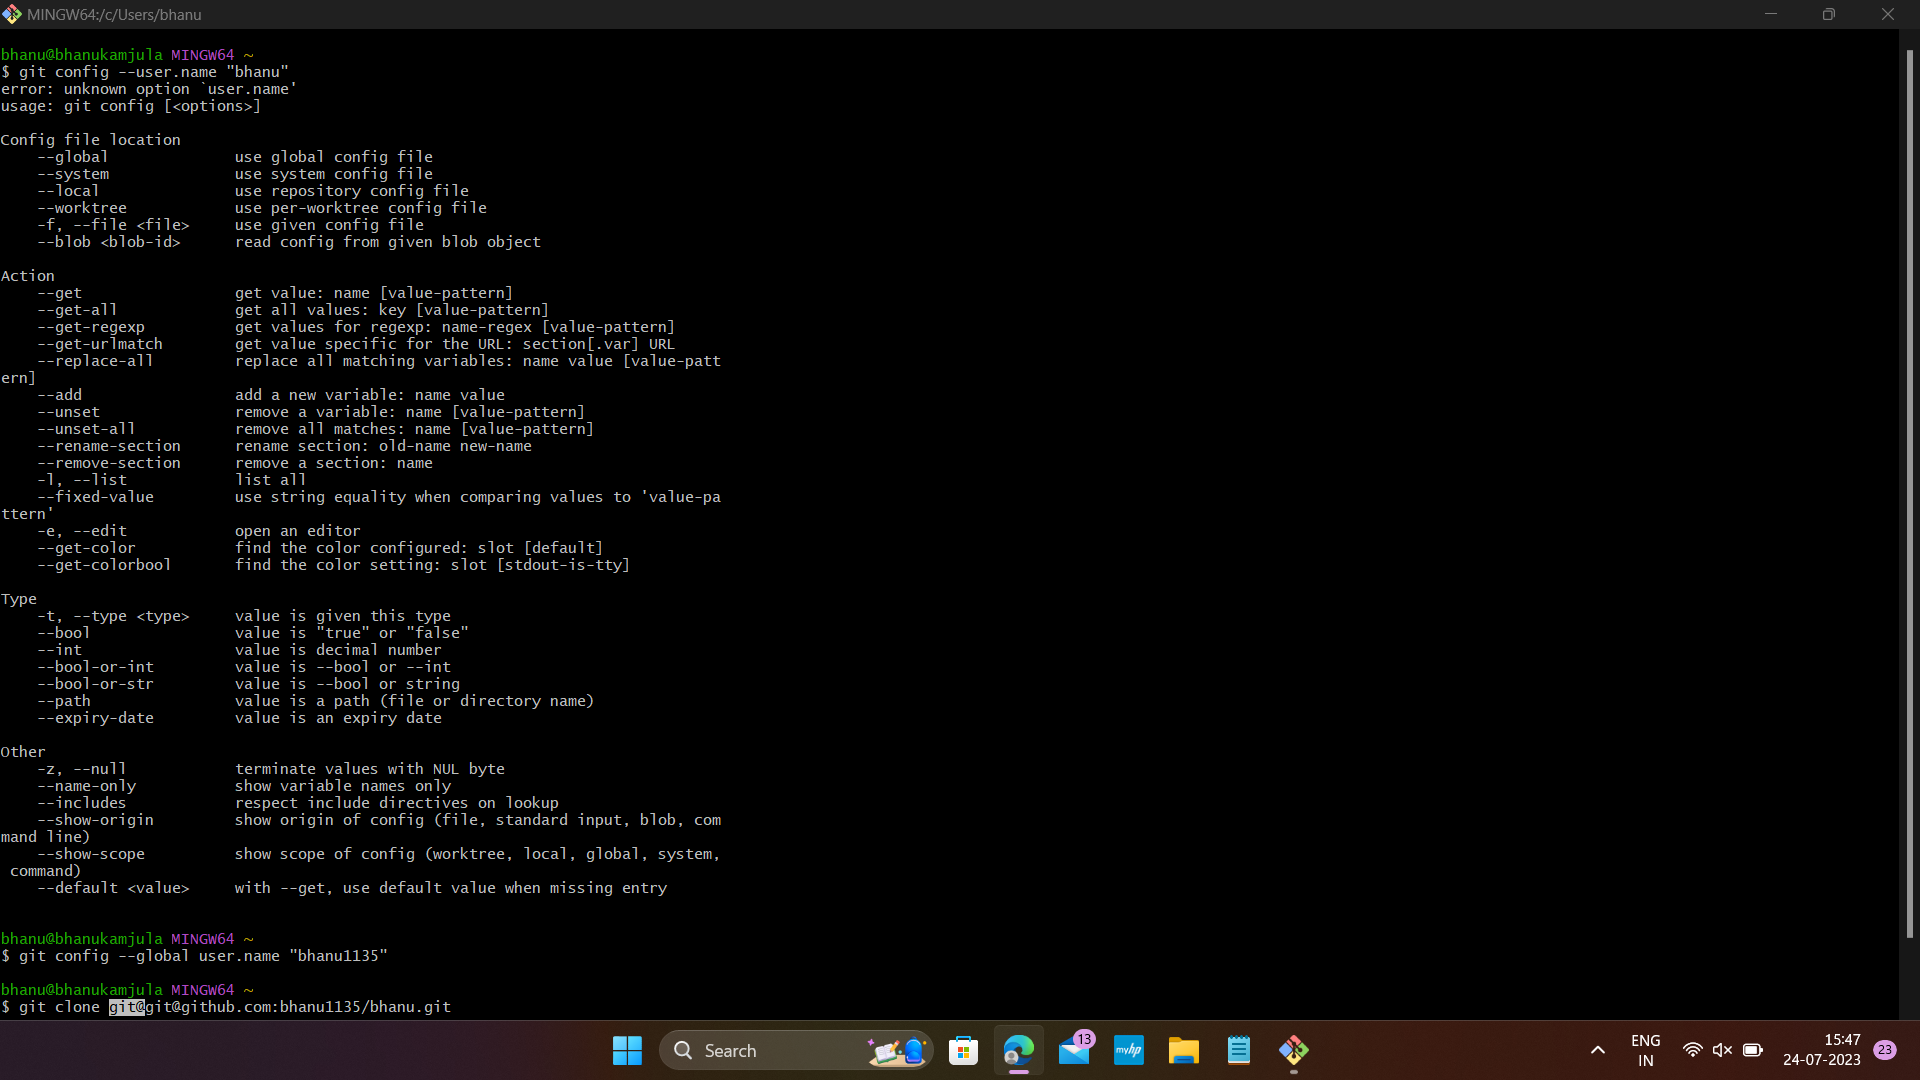 MINGW64:/c/Users/bhanu
bhanu@bhanukamjula MINGW64 ~
$ git config --user.name "bhanu"
error: unknown option `user.name'
usage: git config [<options>]
Config file location
    --global              use global config file
    --system              use system config file
    --local               use repository config file
    --worktree            use per-worktree config file
    -f, --file <file>     use given config file
    --blob <blob-id>      read config from given blob object
Action
    --get                 get value: name [value-pattern]
    --get-all             get all values: key [value-pattern]
    --get-regexp          get values for regexp: name-regex [value-pattern]
    --get-urlmatch        get value specific for the URL: section[.var] URL
    --replace-all         replace all matching variables: name value [value-patt
ern]
    --add                 add a new variable: name value
    --unset               remove a variable: name [value-pattern]
    --unset-all           remove all matches: name [value-pattern]
    --rename-section      rename section: old-name new-name
    --remove-section      remove a section: name
    -l, --list            list all
    --fixed-value         use string equality when comparing values to 'value-pa
ttern'
    -e, --edit            open an editor
    --get-color           find the color configured: slot [default]
    --get-colorbool       find the color setting: slot [stdout-is-tty]
Type
    -t, --type <type>     value is given this type
    --bool                value is "true" or "false"
    --int                 value is decimal number
    --bool-or-int         value is --bool or --int
    --bool-or-str         value is --bool or string
    --path                value is a path (file or directory name)
    --expiry-date         value is an expiry date
Other
    -z, --null            terminate values with NUL byte
    --name-only           show variable names only
    --includes            respect include directives on lookup
    --show-origin         show origin of config (file, standard input, blob, com
mand line)
    --show-scope          show scope of config (worktree, local, global, system,
 command)
    --default <value>     with --get, use default value when missing entry
bhanu@bhanukamjula MINGW64 ~
$ git config --global user.name "bhanu1135"
bhanu@bhanukamjula MINGW64 ~
$ git clone git@git@github.com:bhanu1135/bhanu.git
Search
13
myhp
ENG
IN
15:47
24-07-2023
23